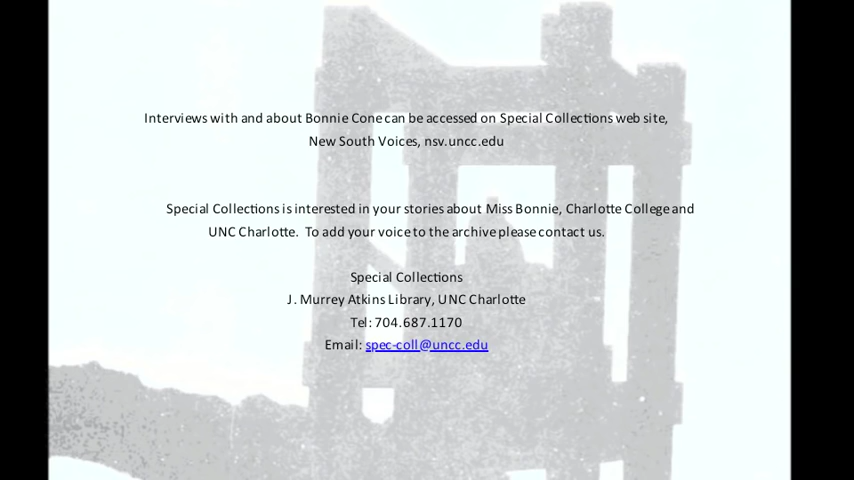 Interviews with and about Bonnie Cone can be accessed on Special Collections web site,
New South Voices, nsv.uncc.edu
Special Collections is interested in your stories about Miss Bonnie, Charlotte College and
UNC Charlotte.  To add your voice to the archive please contact us.
Special Collections
J. Murrey Atkins Library, UNC Charlotte
Tel: 704.687.1170
Email: spec-coll@uncc.edu